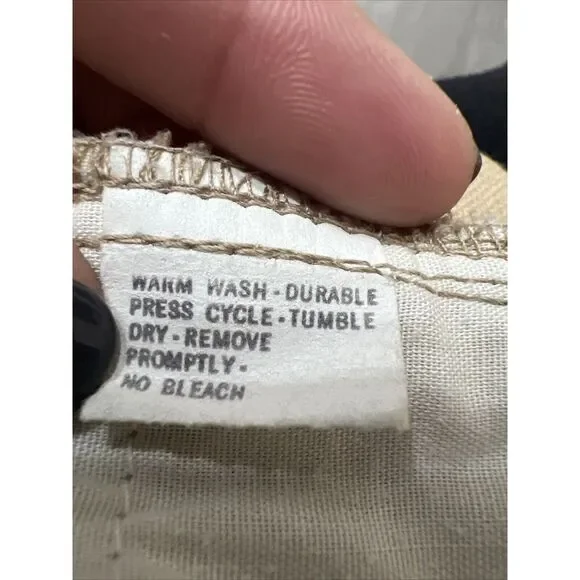 WARM WASH-DURABLE
PRESS CYCLE-TUMBLE
DRY-REMOVE
PROMPTLY-
NO BLEACH